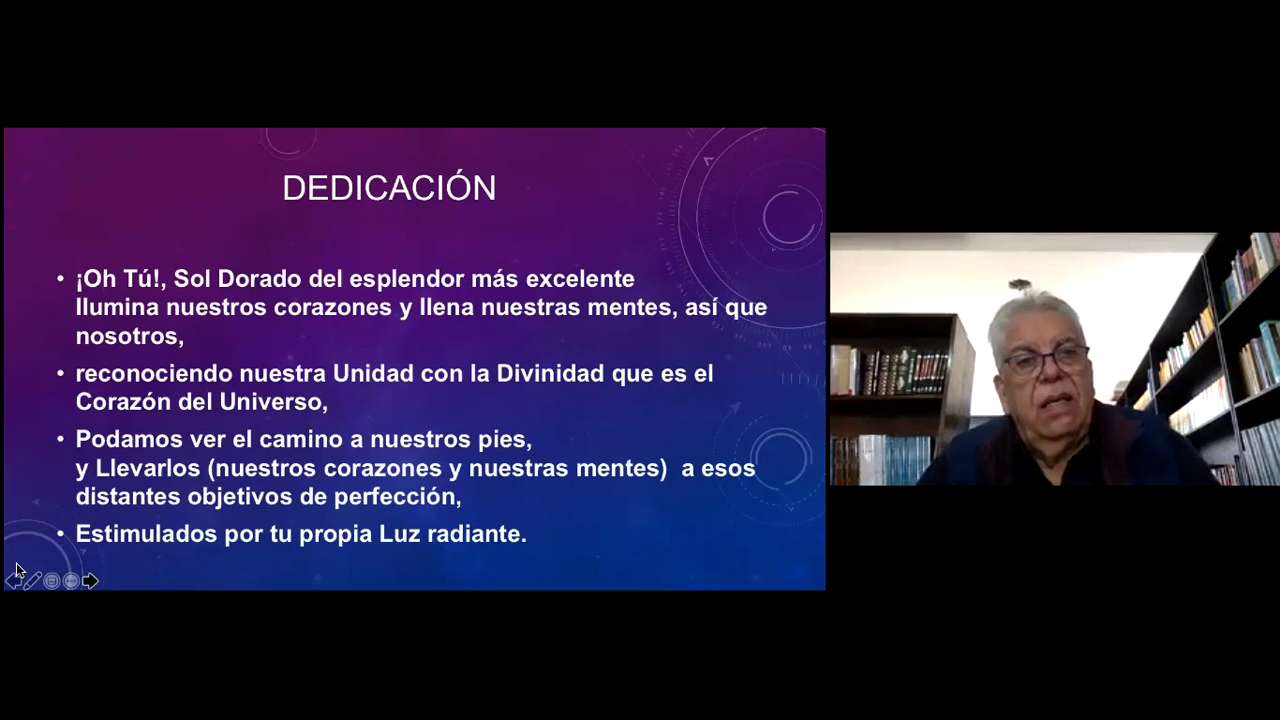 DEDICACIÓN
• ¡Oh Tú!, Sol Dorado del esplendor más excelente
Ilumina nuestros corazones y llena nuestras mentes, así que
nosotros,
• reconociendo nuestra Unidad con la Divinidad que es el
Corazón del Universo,
• Podamos ver el camino a nuestros pies,
y Llevarlos (nuestros corazones y nuestras mentes)  a esos
distantes objetivos de perfección,
• Estimulados por tu propia Luz radiante.